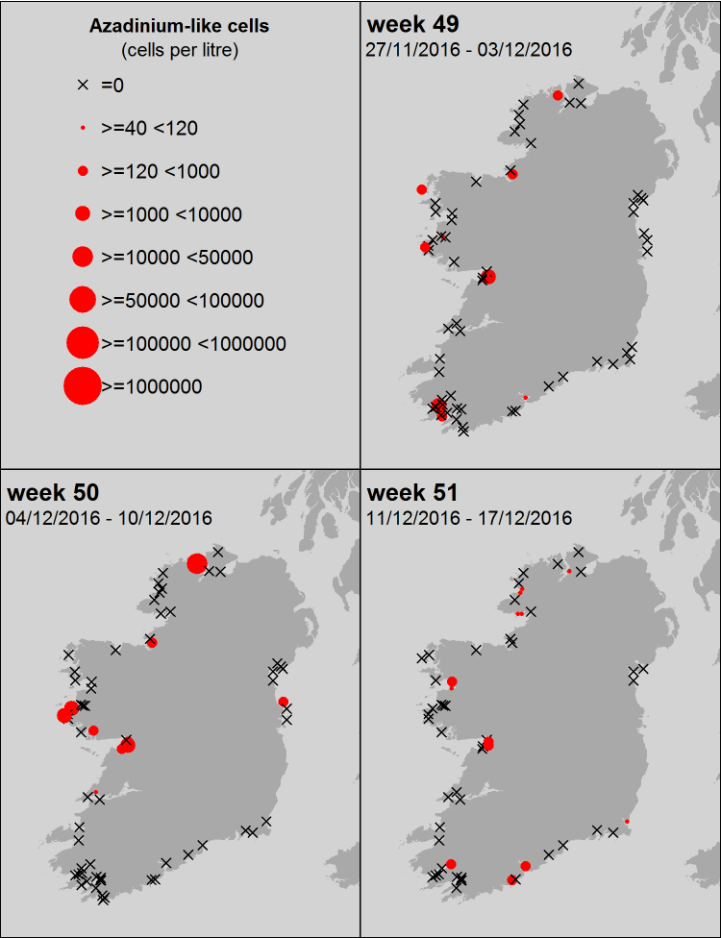 Azadinium-like cells
(cells per litre)
=0
>=40 <120
>=120 <1000
>=1000 <10000
>=10000 <50000
>=50000 <100000
>=100000 <1000000
>=1000000
week 49
27/11/2016 - 03/12/2016
week 50
04/12/2016 - 10/12/2016
week 51
11/12/2016 - 17/12/2016